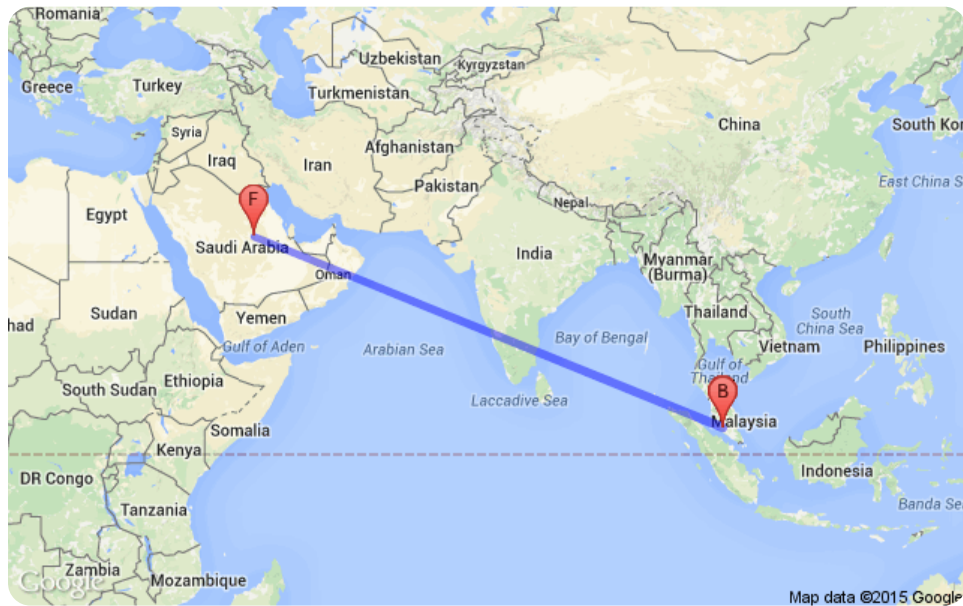 Romania
Uzbekistan
Kyrgyzstan
Greece
Turkey
Turkmenistan
China
South Kor
Syria
Afghanistan
Iraq
Iran
East China S
Pakistan
F
Nepal
Egypt
Saudi Arabia
India
Myanmar
(Burma)
Oman
Thailand
Sudan
Yemen
South
China Sea
had
Gulf of Aden
Arabian Sea
Bay of Bengal
Vietnam
Philippines
Gulf of
Thailand
Ethiopia
South Sudan
B
Laccadive Sea
Malaysia
Somalia
Kenya
DR Congo
Indonesia
Tanzania
Banda Sea
Zambia
Google
Mozambique
Map data ©2015 Google